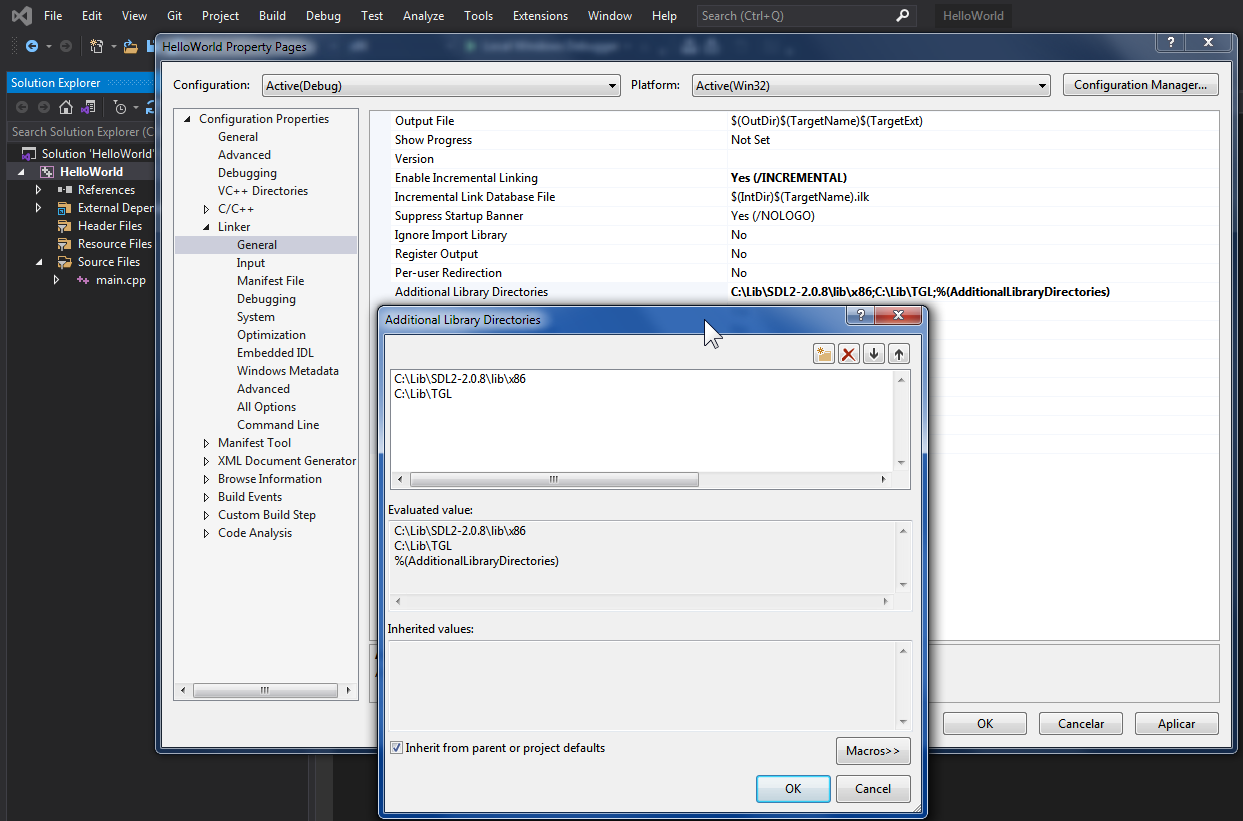 File Edit View Git Project Build Debug Test Analyze Tools Extensions Window Help Search (Ctrl+Q) HelloWorld
HelloWorld Property Pages
Solution Explorer
Search Solution Explorer (C
Solution 'HelloWorld'
HelloWorld
References
External Deper
Header Files
Resource Files
Source Files
main.cpp
Configuration: Active(Debug) Platform: Active(Win32) Configuration Manager...
Configuration Properties
General
Advanced
Debugging
VC++ Directories
C/C++
Linker
General
Input
Manifest File
Debugging
System
Optimization
Embedded IDL
Windows Metadata
Advanced
All Options
Command Line
Manifest Tool
XML Document Generator
Browse Information
Build Events
Custom Build Step
Code Analysis
Output File $(OutDir)$(TargetName)$(TargetExt)
Show Progress Not Set
Version
Enable Incremental Linking Yes (/INCREMENTAL)
Incremental Link Database File $(IntDir)$(TargetName).ilk
Suppress Startup Banner Yes (/NOLOGO)
Ignore Import Library No
Register Output No
Per-user Redirection No
Additional Library Directories C:\Lib\SDL2-2.0.8\lib\x86;C:\Lib\TGL;%(AdditionalLibraryDirectories)
Additional Library Directories
C:\Lib\SDL2-2.0.8\lib\x86
C:\Lib\TGL
Evaluated value:
C:\Lib\SDL2-2.0.8\lib\x86
C:\Lib\TGL
%(AdditionalLibraryDirectories)
Inherited values:
Inherit from parent or project defaults
Macros>>
OK Cancel
OK Cancelar Aplicar